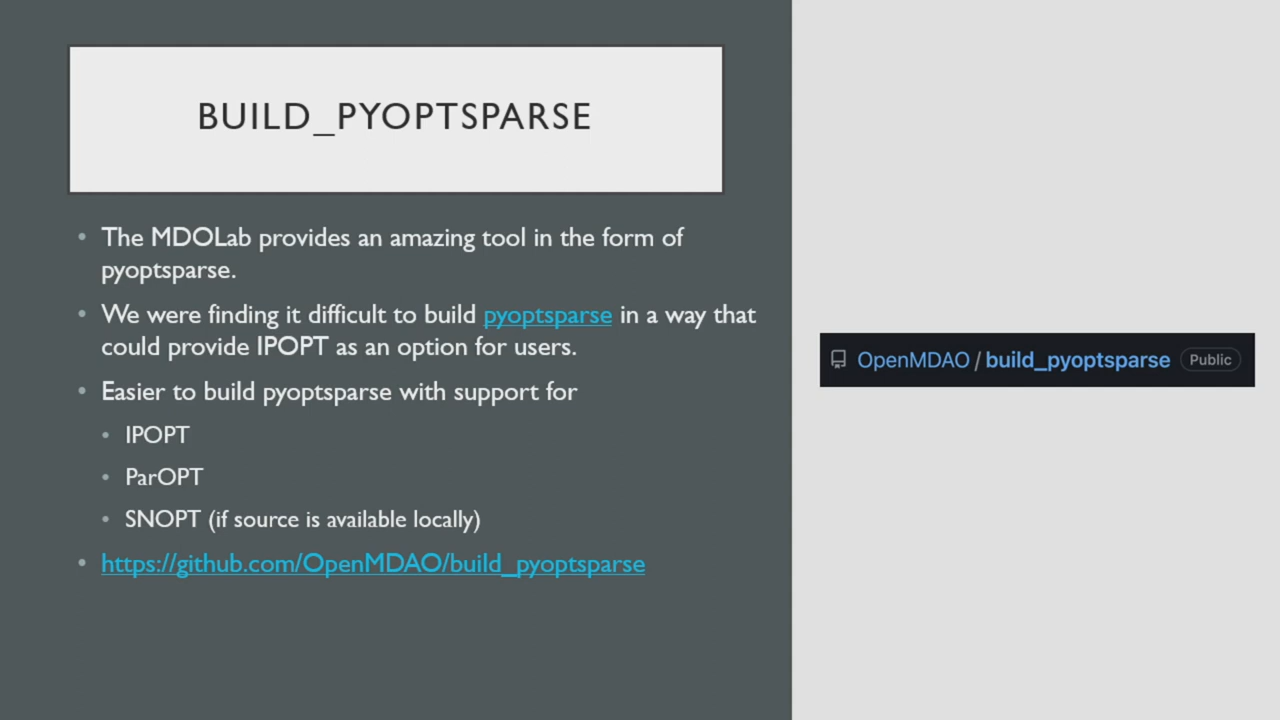 BUILD_PYOPTSPARSE
• The MDOLab provides an amazing tool in the form of
pyoptsparse.
• We were finding it difficult to build pyoptsparse in a way that
could provide IPOPT as an option for users.
• Easier to build pyoptsparse with support for
• IPOPT
• ParOPT
• SNOPT (if source is available locally)
• https://github.com/OpenMDAO/build_pyoptsparse
OpenMDAO / build_pyoptsparse Public